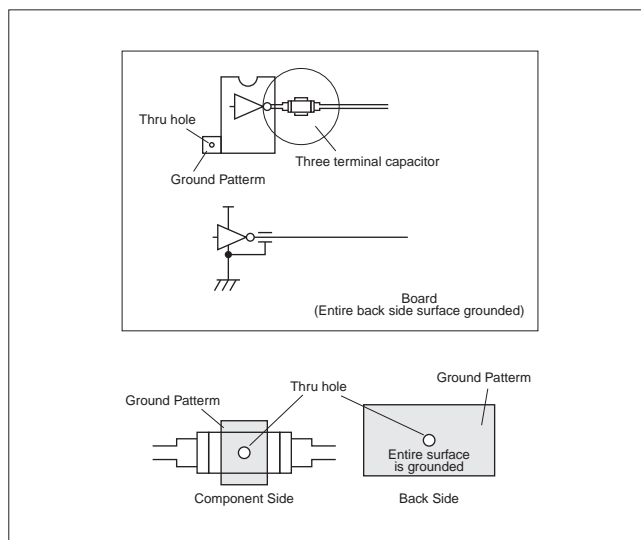 Thru hole
Ground Patterm
Three terminal capacitor
Board
(Entire back side surface grounded)
Thru hole
Ground Patterm
Ground Patterm
Entire surface
is grounded
Component Side
Back Side